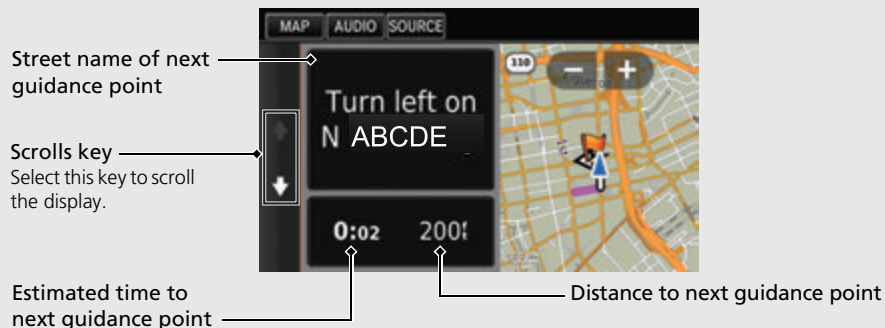 MAP AUDIO SOURCE
Street name of next
guidance point
Turn left on
N ABCDE
110
Scrolls key
Select this key to scroll
the display.
0:02 200ft
Estimated time to
next guidance point
Distance to next guidance point